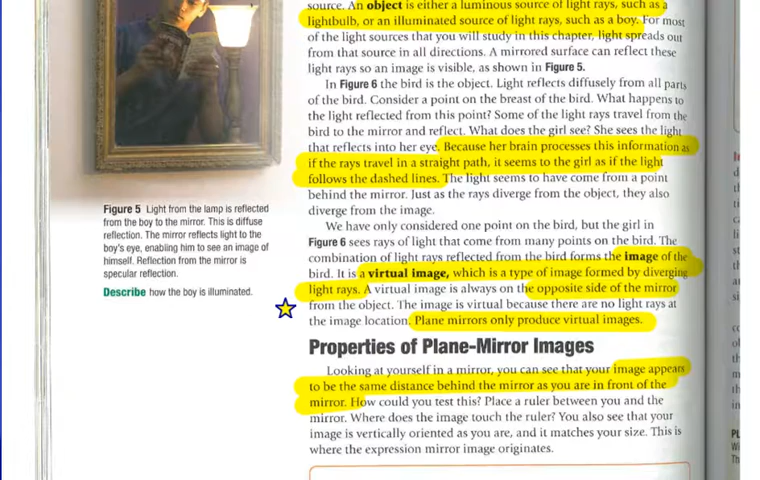 source. An object is either a luminous source of light rays, such as a
lightbulb, or an illuminated source of light rays, such as a boy. For most
of the light sources that you will study in this chapter, light spreads out
from that source in all directions. A mirrored surface can reflect these
light rays so an image is visible, as shown in Figure 5.
In Figure 6 the bird is the object. Light reflects diffusely from all parts
of the bird. Consider a point on the breast of the bird. What happens to
the light reflected from this point? Some of the light rays travel from the
bird to the mirror and reflect. What does the girl see? She sees the light
that reflects into her eye. Because her brain processes this information as
if the rays travel in a straight path, it seems to the girl as if the light
follows the dashed lines. The light seems to have come from a point
behind the mirror. Just as the rays diverge from the object, they also
diverge from the image.
We have only considered one point on the bird, but the girl in
Figure 6 sees rays of light that come from many points on the bird. The
combination of light rays reflected from the bird forms the image of the
bird. It is a virtual image, which is a type of image formed by diverging
light rays. A virtual image is always on the opposite side of the mirror
from the object. The image is virtual because there are no light rays at
the image location. Plane mirrors only produce virtual images.
Properties of Plane-Mirror Images
Looking at yourself in a mirror, you can see that your image appears
to be the same distance behind the mirror as you are in front of the
mirror. How could you test this? Place a ruler between you and the
mirror. Where does the image touch the ruler? You also see that your
image is vertically oriented as you are, and it matches your size. This is
where the expression mirror image originates.
Figure 5 Light from the lamp is reflected
from the boy to the mirror. This is diffuse
reflection. The mirror reflects light to the
boy's eye, enabling him to see an image of
himself. Reflection from the mirror is
specular reflection.
Describe how the boy is illuminated.